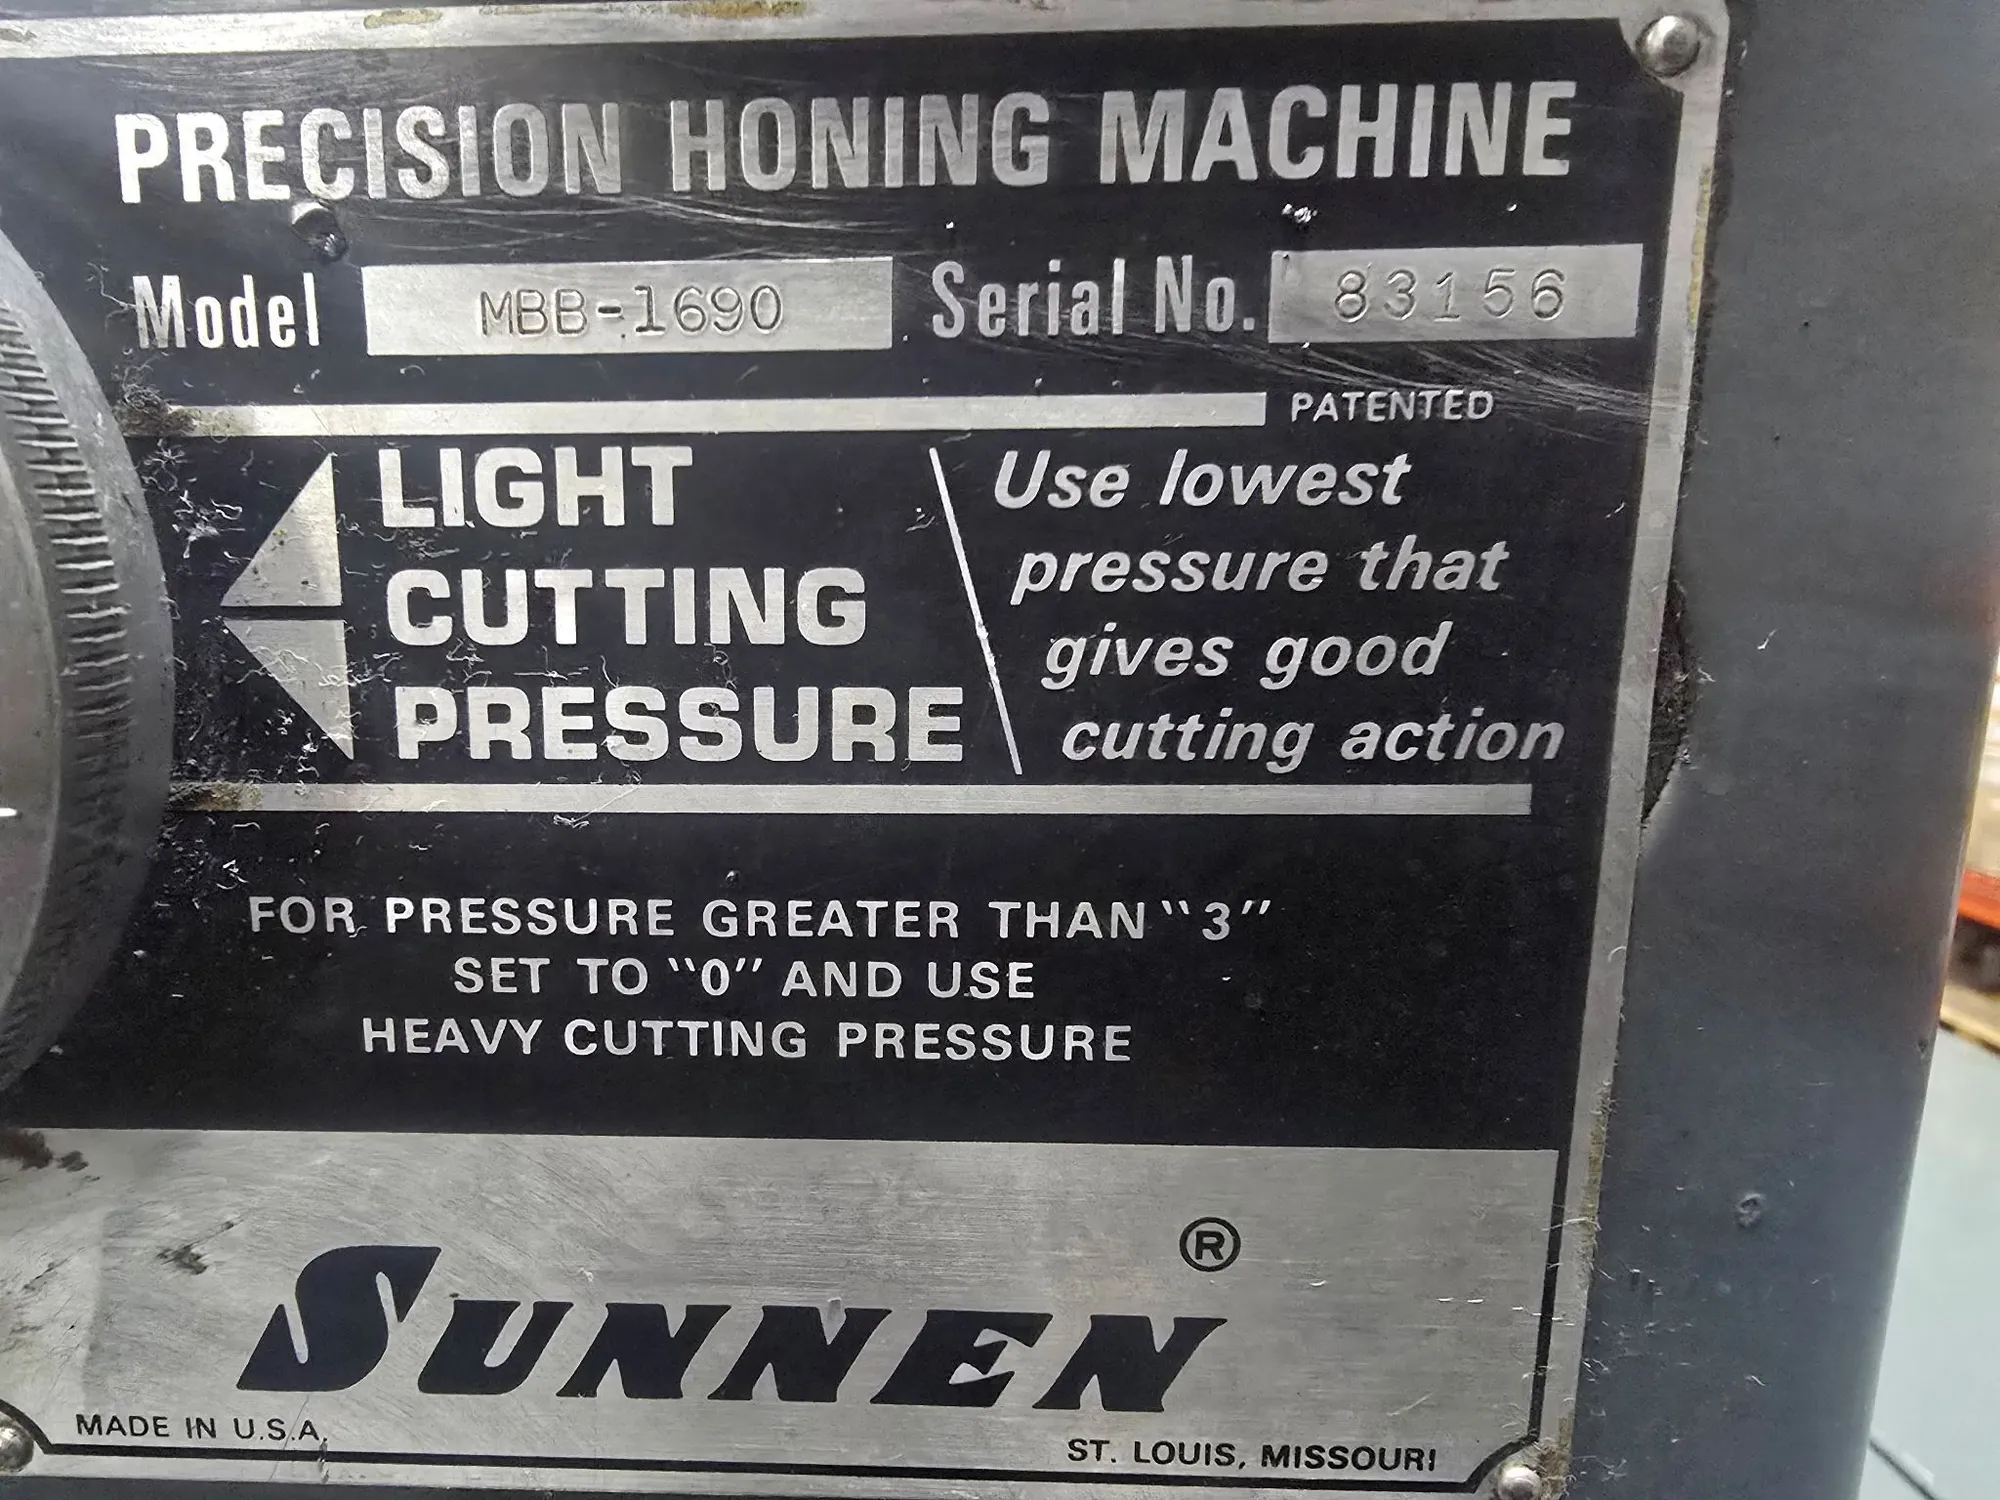 PRECISION HONING MACHINE
Model MBB-1690 Serial No. 83156
PATENTED
LIGHT
CUTTING
PRESSURE
Use lowest
pressure that
gives good
cutting action
FOR PRESSURE GREATER THAN "3"
SET TO "0" AND USE
HEAVY CUTTING PRESSURE
SUNNEN ®
MADE IN U.S.A.
ST. LOUIS, MISSOURI